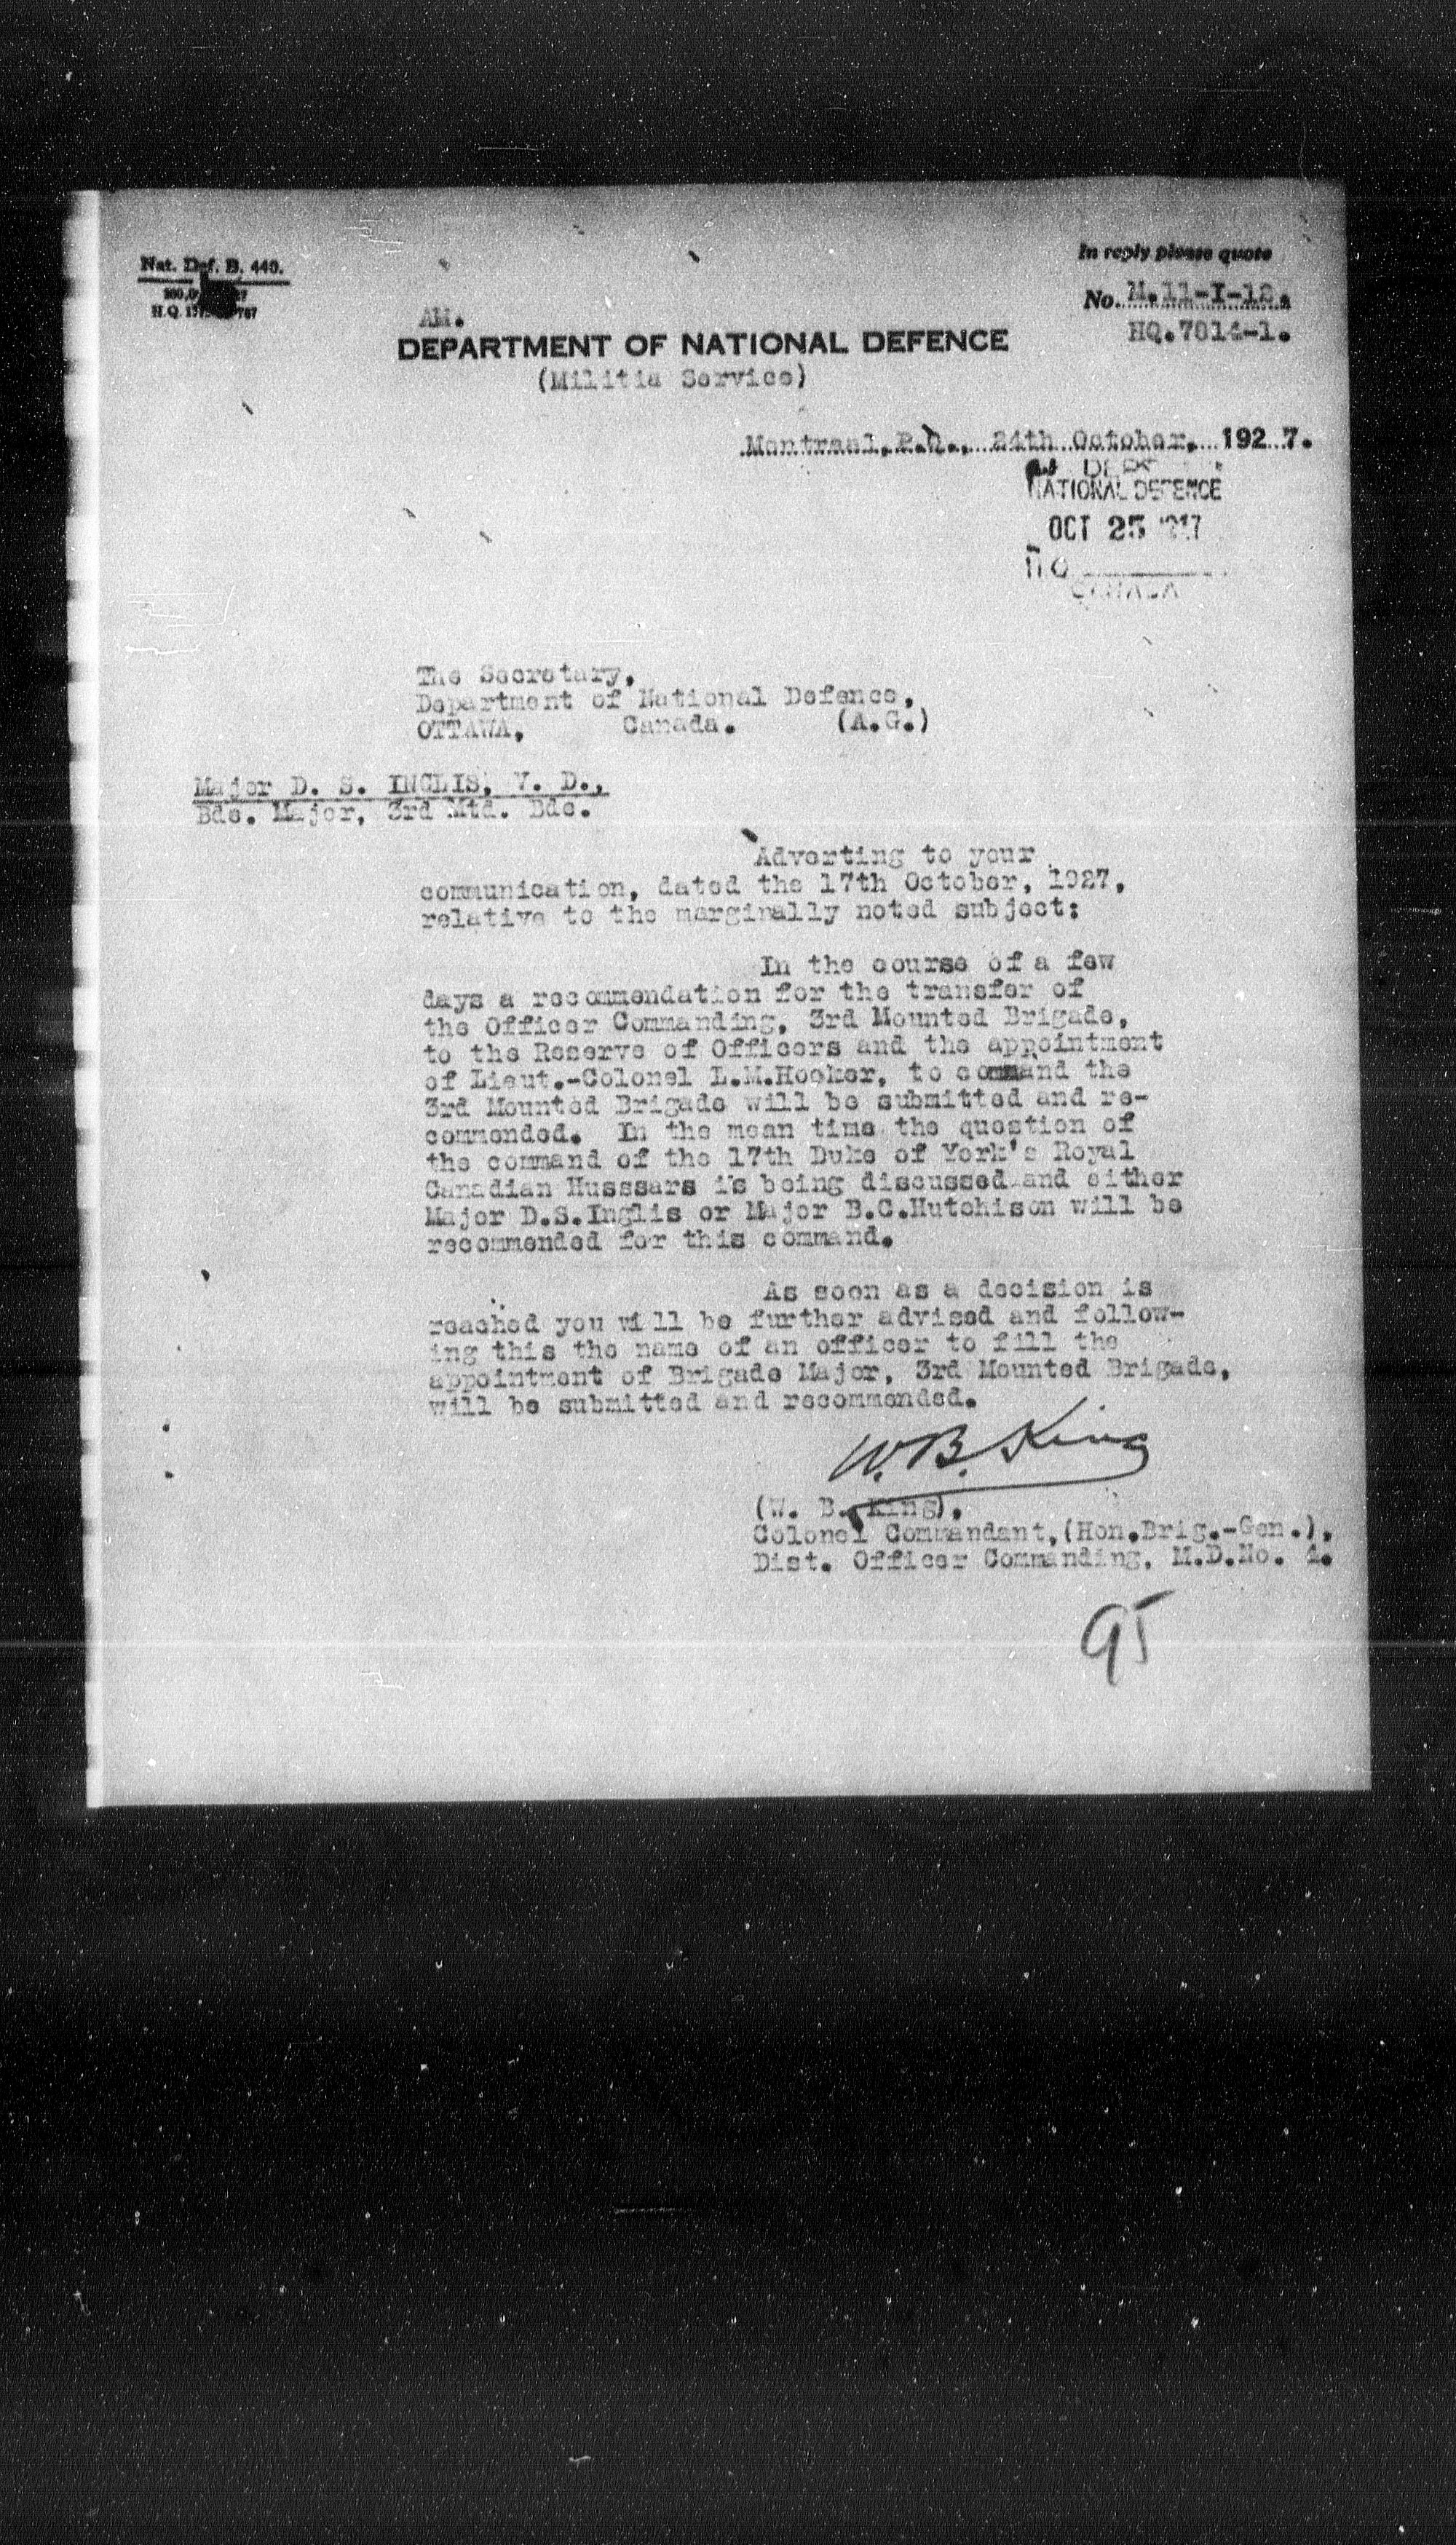 Nat. Def. B. 440.
H.Q.
In reply please quote
No. M.11-I-12.
HQ.7814-1.
AM.
DEPARTMENT OF NATIONAL DEFENCE
(Militia Service)
Montreal, P.Q., 24th October, 1927.
NATIONAL DEFENCE
OCT 25
CANADA
The Secretary,
Department of National Defence,
OTTAWA, Canada. (A.G.)
Major D. S. INGLIS, V. D.,
Bde. Major, 3rd Mtd. Bde.
Adverting to your
communication, dated the 17th October, 1927,
relative to the marginally noted subject:
In the course of a few
days a recommendation for the transfer of
the Officer Commanding, 3rd Mounted Brigade,
to the Reserve of Officers and the appointment
of Lieut.-Colonel L.M.Hooker, to command the
3rd Mounted Brigade will be submitted and re-
commended. In the mean time the question of
the command of the 17th Duke of York's Royal
Canadian Husssars is being discussed and either
Major D.S.Inglis or Major B.C.Hutchison will be
recommended for this command.
As soon as a decision is
reached you will be further advised and follow-
ing this the name of an officer to fill the
appointment of Brigade Major, 3rd Mounted Brigade,
will be submitted and recommended.
W. B. King
(W. B. King),
Colonel Commandant,(Hon.Brig.-Gen.),
Dist. Officer Commanding, M.D.No. 4.
95